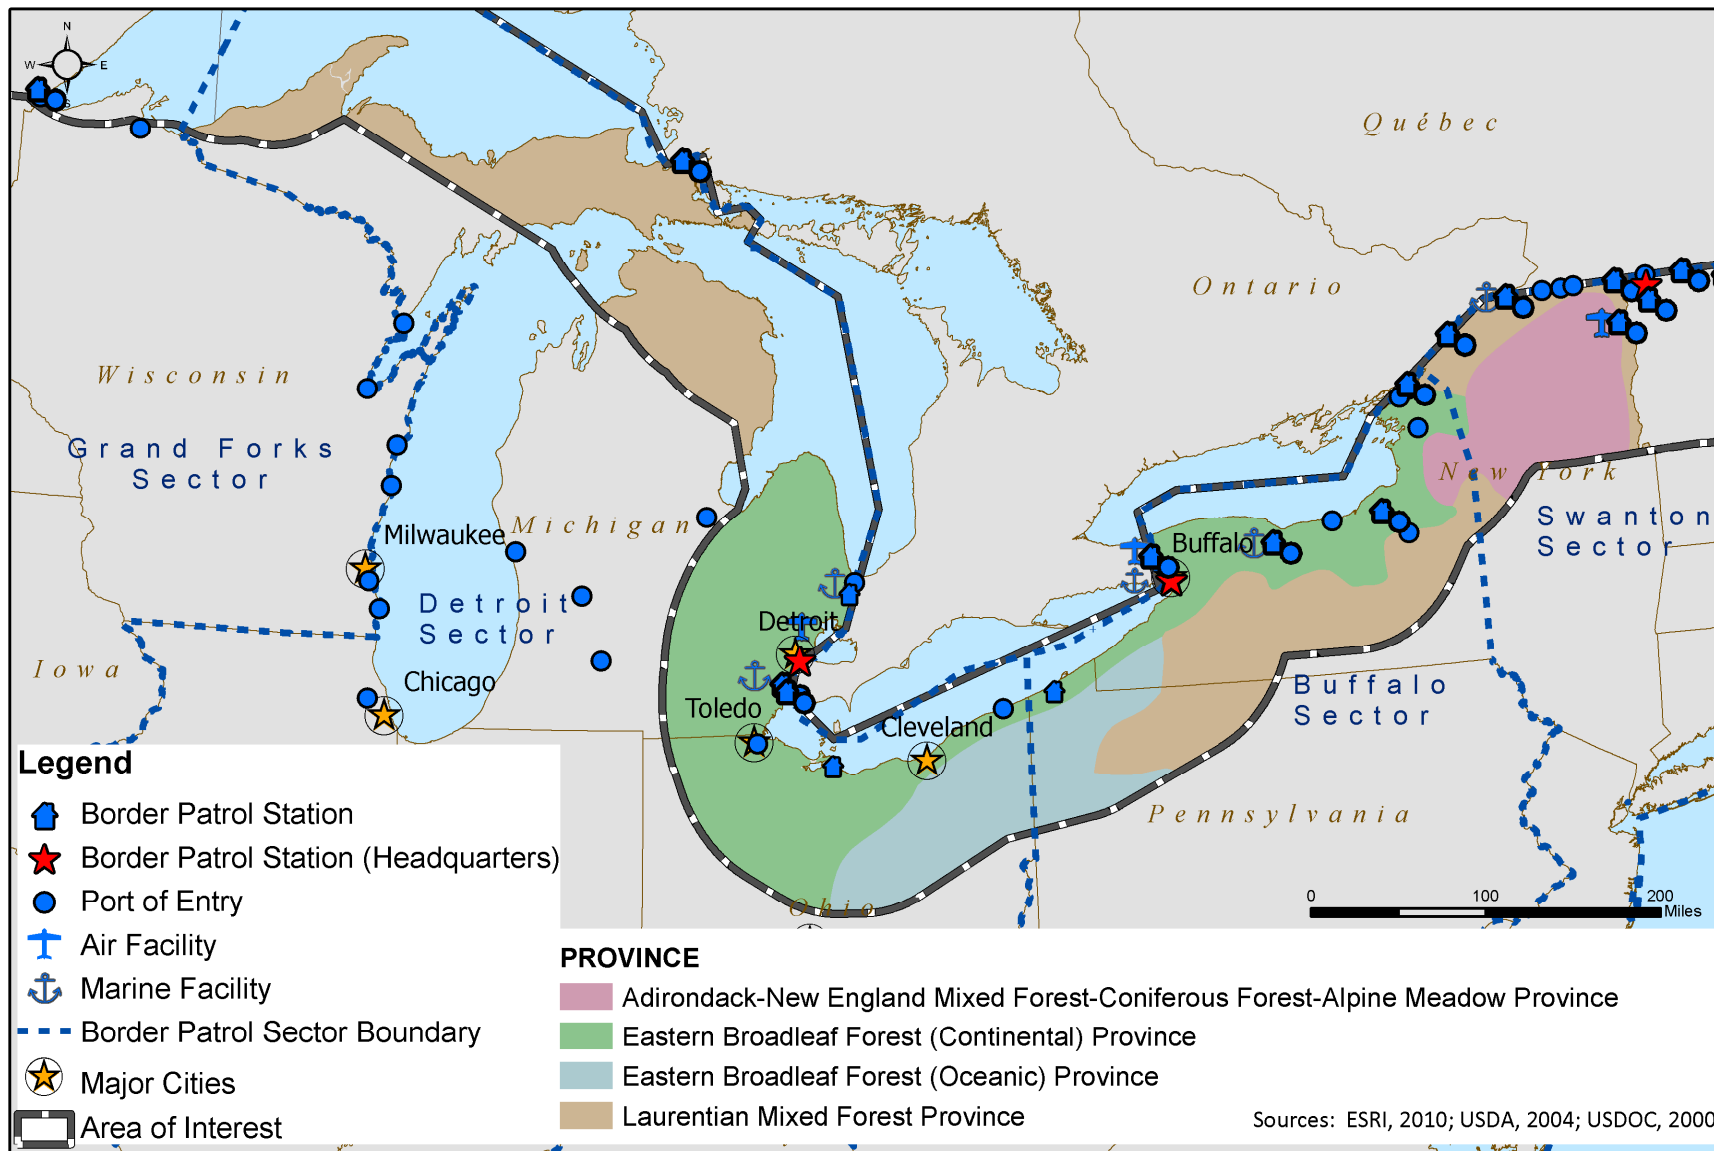 N
W E
S
Québec
Ontario
Wisconsin
Grand Forks
Sector
New York
Michigan
Milwaukee
Swanton
Sector
Buffalo
Detroit
Sector
Detroit
Iowa
Chicago
Buffalo
Sector
Toledo
Cleveland
Pennsylvania
Ohio
0 100 200
Miles
Legend
Border Patrol Station
Border Patrol Station (Headquarters)
Port of Entry
Air Facility
Marine Facility
Border Patrol Sector Boundary
Major Cities
Area of Interest
PROVINCE
Adirondack-New England Mixed Forest-Coniferous Forest-Alpine Meadow Province
Eastern Broadleaf Forest (Continental) Province
Eastern Broadleaf Forest (Oceanic) Province
Laurentian Mixed Forest Province
Sources: ESRI, 2010; USDA, 2004; USDOC, 2000